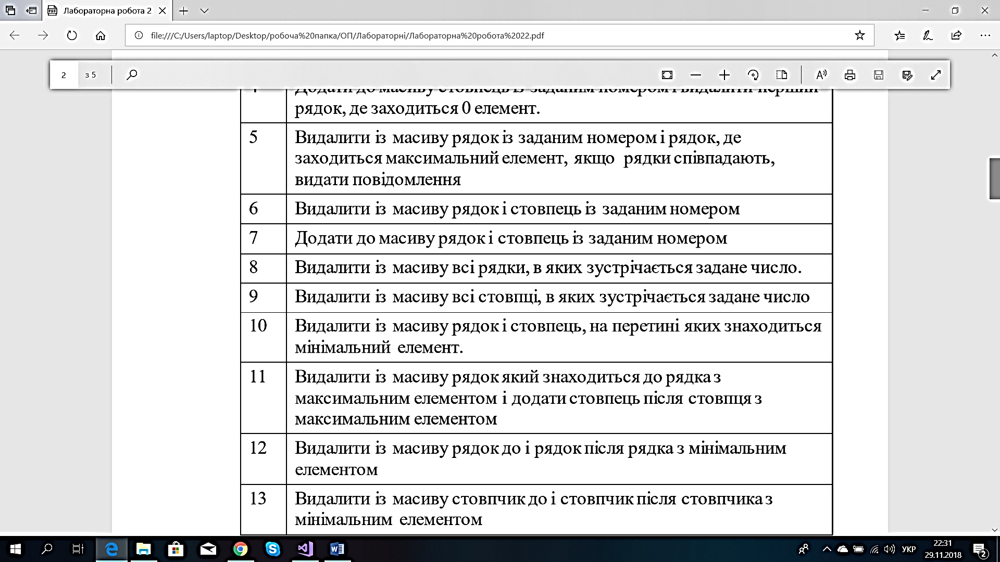 Лабораторна робота 2
file:///C:/Users/laptop/Desktop/робоча%20папка/ОП/Лабораторні/Лабораторна%20робота%2022.pdf
2 з 5
Додати до масиву стовпець із заданим номером і видалити перший
рядок, де заходиться 0 елемент.
5 Видалити із масиву рядок із заданим номером і рядок, де
заходиться максимальний елемент, якщо рядки співпадають,
видати повідомлення
6 Видалити із масиву рядок і стовпець із заданим номером
7 Додати до масиву рядок і стовпець із заданим номером
8 Видалити із масиву всі рядки, в яких зустрічається задане число.
9 Видалити із масиву всі стовпці, в яких зустрічається задане число
10 Видалити із масиву рядок і стовпець, на перетині яких знаходиться
мінімальний елемент.
11 Видалити із масиву рядок який знаходиться до рядка з
максимальним елементом і додати стовпець після стовпця з
максимальним елементом
12 Видалити із масиву рядок до і рядок після рядка з мінімальним
елементом
13 Видалити із масиву стовпчик до і стовпчик після стовпчика з
мінімальним елементом
УКР
22:31
29.11.2018
2